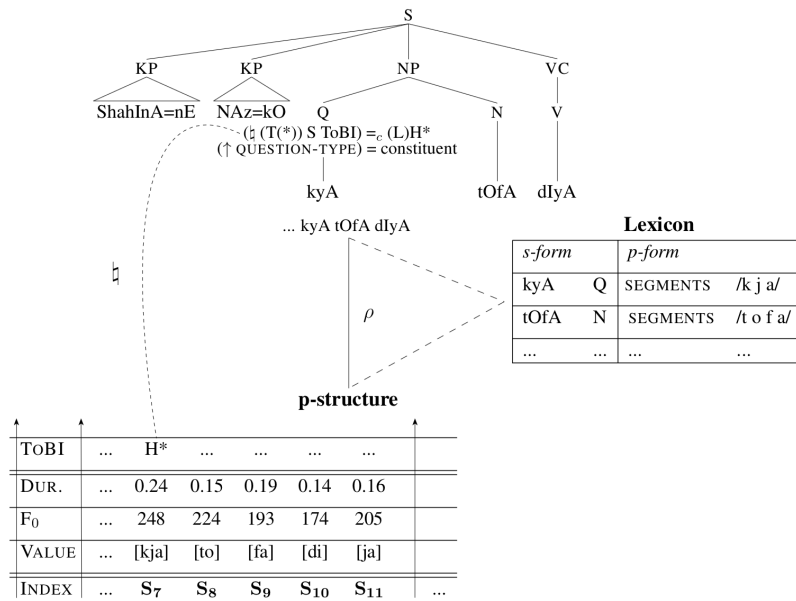 S
KP KP NP VC
ShahInA=nE NAz=kO Q N V
(♮ (T(*)) S ToBI) =c (L)H*
(↑ QUESTION-TYPE) = constituent
kyA tOfA dIyA
... kyA tOfA dIyA
Lexicon
s-form p-form
kyA Q SEGMENTS /k j a/
tOfA N SEGMENTS /t o f a/
... ... ... ...
♮
ρ
p-structure
TOBI ... H* ... ... ... ...
DUR. ... 0.24 0.15 0.19 0.14 0.16
F0 ... 248 224 193 174 205
VALUE ... [kja] [to] [fa] [di] [ja]
INDEX ... S7 S8 S9 S10 S11 ...